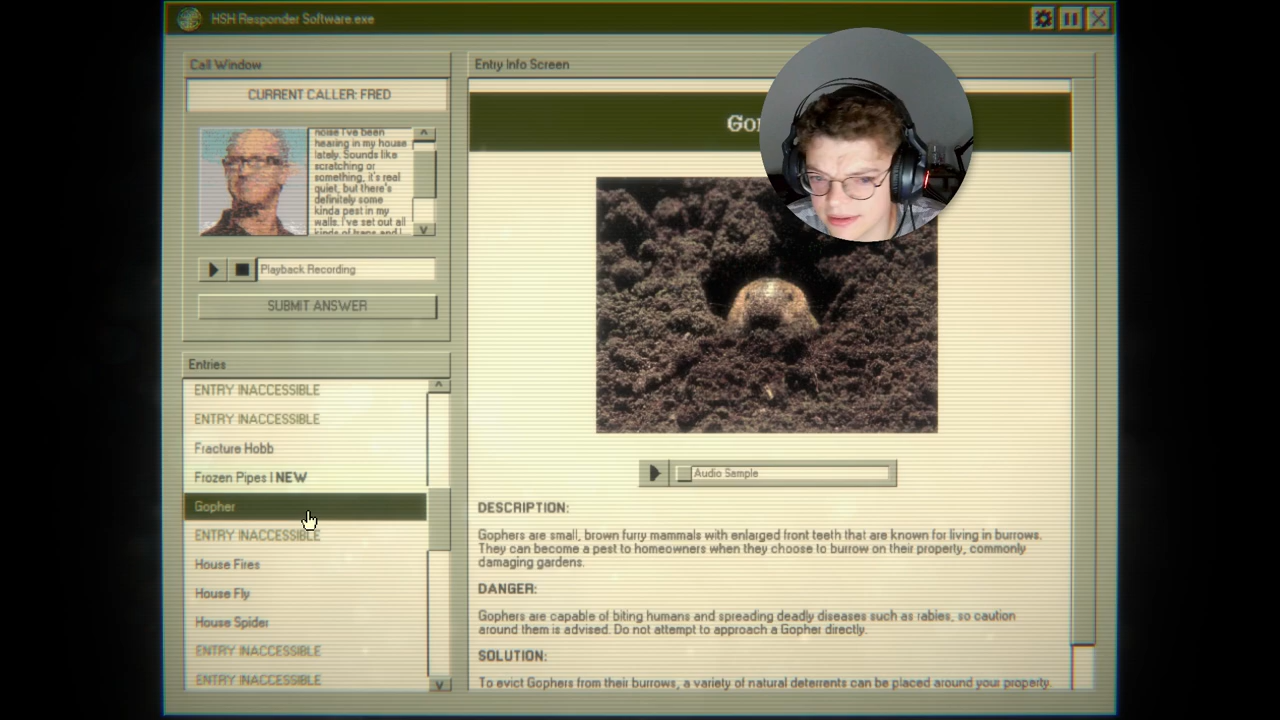 HSH Responder Software.exe
Call Window
CURRENT CALLER: FRED
noise I've been
hearing in my house
lately. Sounds like
scratching or
something, it's real
quiet, but there's
definitely some
kinda pest in my
walls. I've set out all
kinds of traps and I
Playback Recording
SUBMIT ANSWER
Entries
ENTRY INACCESSIBLE
ENTRY INACCESSIBLE
Fracture Hobb
Frozen Pipes | NEW
Gopher
ENTRY INACCESSIBLE
House Fires
House Fly
House Spider
ENTRY INACCESSIBLE
ENTRY INACCESSIBLE
Entry Info Screen
Audio Sample
DESCRIPTION:
Gophers are small, brown furry mammals with enlarged front teeth that are known for living in burrows.
They can become a pest to homeowners when they choose to burrow on their property, commonly
damaging gardens.
DANGER:
Gophers are capable of biting humans and spreading deadly diseases such as rabies, so caution
around them is advised. Do not attempt to approach a Gopher directly.
SOLUTION:
To evict Gophers from their burrows, a variety of natural deterrents can be placed around your property.